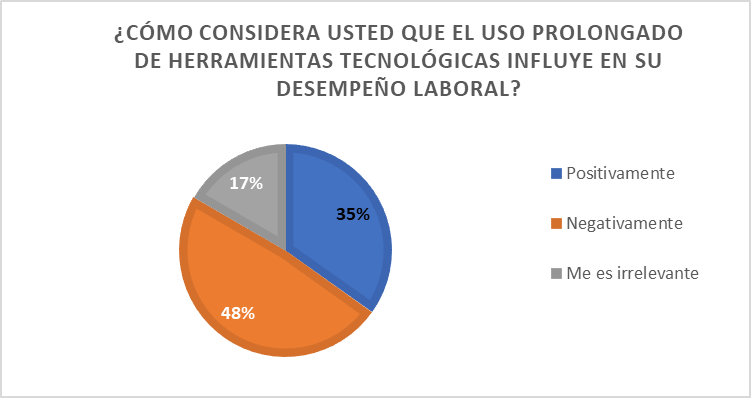 ¿CÓMO CONSIDERA USTED QUE EL USO PROLONGADO
DE HERRAMIENTAS TECNOLÓGICAS INFLUYE EN SU
DESEMPEÑO LABORAL?
17%
35%
48%
Positivamente
Negativamente
Me es irrelevante